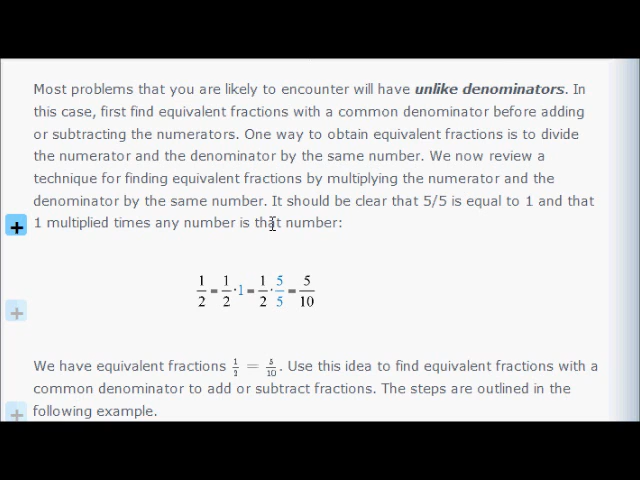 Most problems that you are likely to encounter will have unlike denominators. In
this case, first find equivalent fractions with a common denominator before adding
or subtracting the numerators. One way to obtain equivalent fractions is to divide
the numerator and the denominator by the same number. We now review a
technique for finding equivalent fractions by multiplying the numerator and the
denominator by the same number. It should be clear that 5/5 is equal to 1 and that
1 multiplied times any number is that number:
1/2 = 1/2 · 1 = 1/2 · 5/5 = 5/10
We have equivalent fractions 1/2 = 5/10. Use this idea to find equivalent fractions with a
common denominator to add or subtract fractions. The steps are outlined in the
following example.